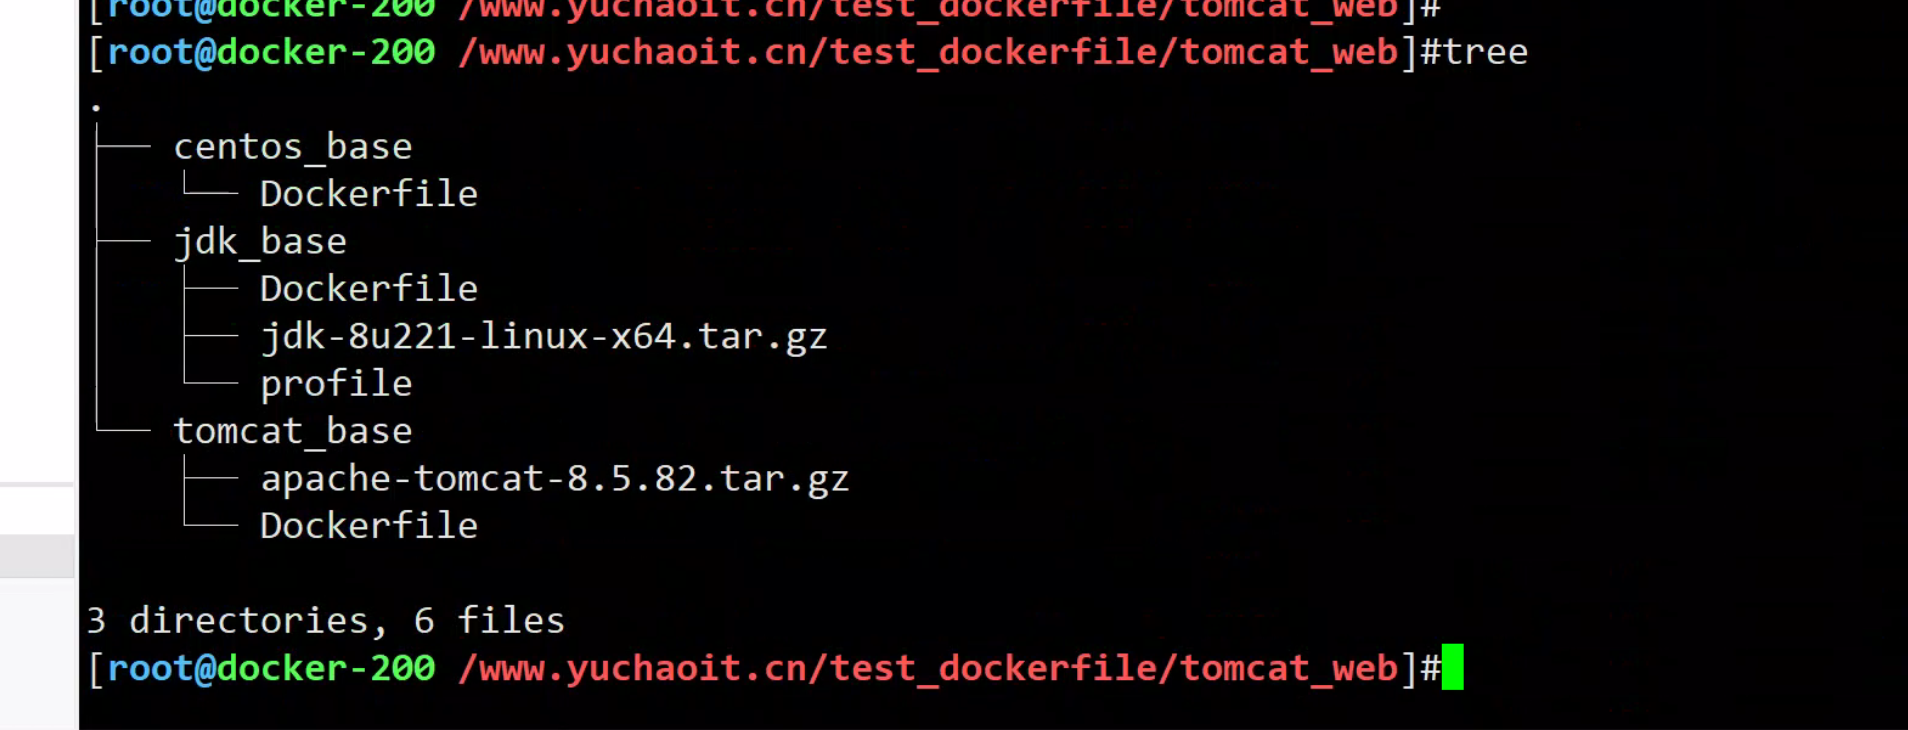 [root@docker-200 /www.yuchaoit.cn/test_dockerfile/tomcat_web]#
[root@docker-200 /www.yuchaoit.cn/test_dockerfile/tomcat_web]#tree
.
├── centos_base
│   └── Dockerfile
├── jdk_base
│   ├── Dockerfile
│   ├── jdk-8u221-linux-x64.tar.gz
│   └── profile
└── tomcat_base
    ├── apache-tomcat-8.5.82.tar.gz
    └── Dockerfile
3 directories, 6 files
[root@docker-200 /www.yuchaoit.cn/test_dockerfile/tomcat_web]#